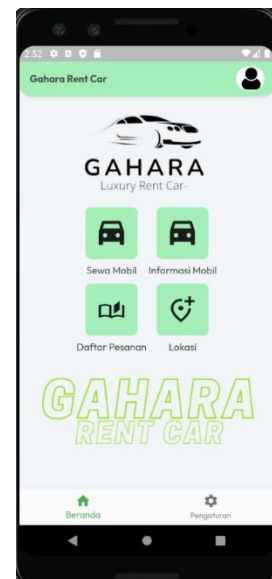 2:52
Gahara Rent Car
GAHARA
Luxury Rent Car-
Sewa Mobil Informasi Mobil
Daftar Pesanan Lokasi
GAHARA
RENT CAR
Beranda Pengaturan